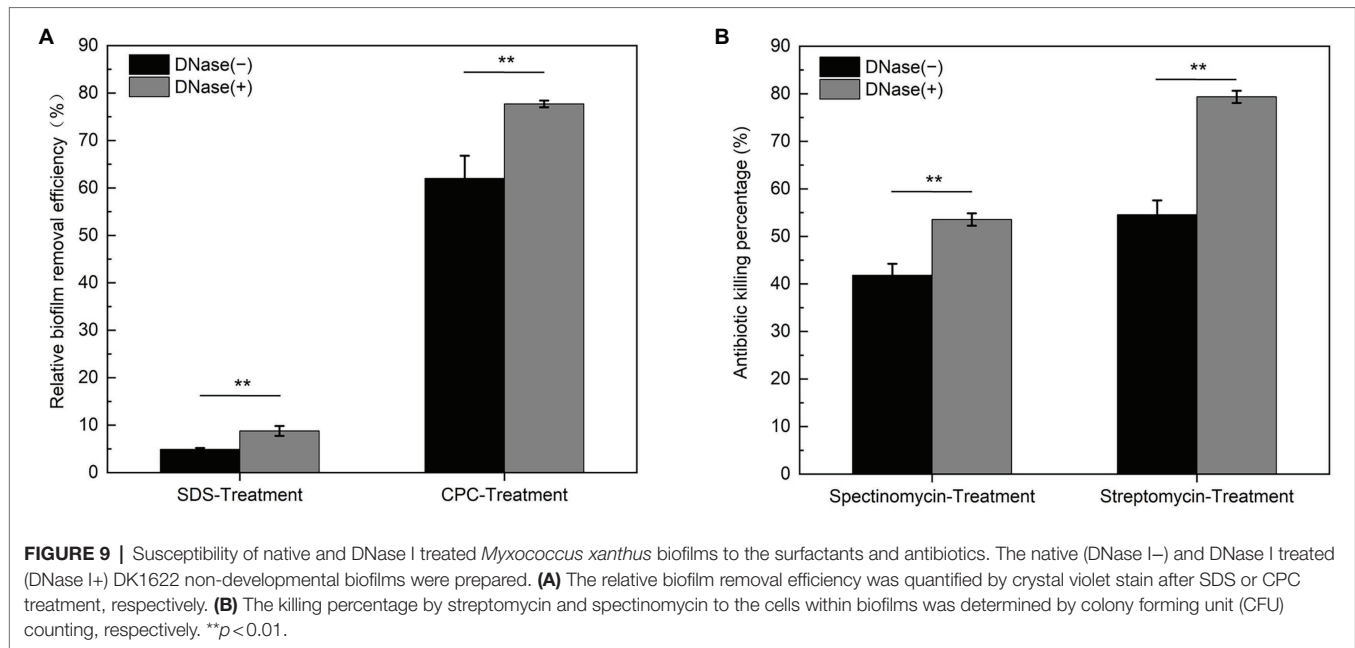 A
B
90
80
70
60
50
40
30
20
10
0
Relative biofilm removal efficiency (%)
DNase(−)
DNase(+)
**
**
SDS-Treatment
CPC-Treatment
90
80
70
60
50
40
30
20
10
0
Antibiotic killing percentage (%)
DNase(−)
DNase(+)
**
**
Spectinomycin-Treatment
Streptomycin-Treatment
FIGURE 9 | Susceptibility of native and DNase I treated Myxococcus xanthus biofilms to the surfactants and antibiotics. The native (DNase I−) and DNase I treated
(DNase I+) DK1622 non-developmental biofilms were prepared. (A) The relative biofilm removal efficiency was quantified by crystal violet stain after SDS or CPC
treatment, respectively. (B) The killing percentage by streptomycin and spectinomycin to the cells within biofilms was determined by colony forming unit (CFU)
counting, respectively. **p<0.01.